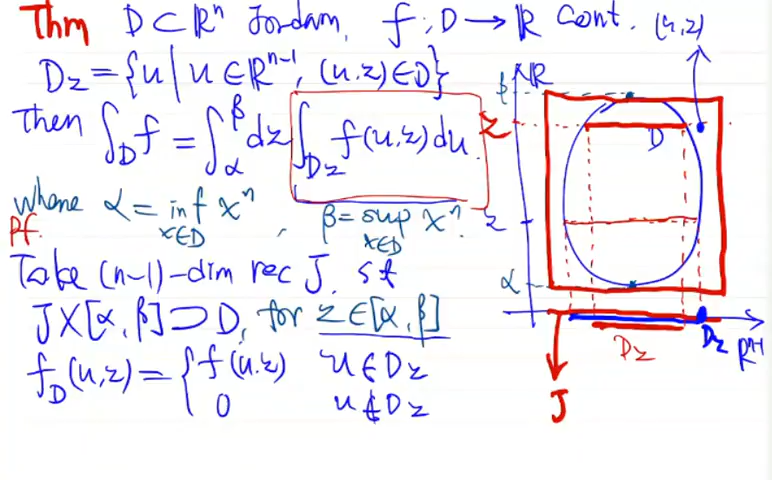 Thm D⊂ℝⁿ Jordan, f: D→ℝ Cont. (u,z)
D_z = {u | u∈ℝⁿ⁻¹, (u,z)∈D}
Then ∫_D f = ∫_α^β dz ∫_{D_z} f(u,z) du.
where α = inf_{x∈D} xⁿ, β = sup_{x∈D} xⁿ.
Pf.
Take (n-1)-dim rec J, st
J×[α,β]⊃D, for z∈[α,β]
f_D(u,z) = { f(u,z) u∈D_z
0 u∉D_z
ℝ
β
z
D
z
α
D_z
D_z
ℝⁿ⁻¹
J